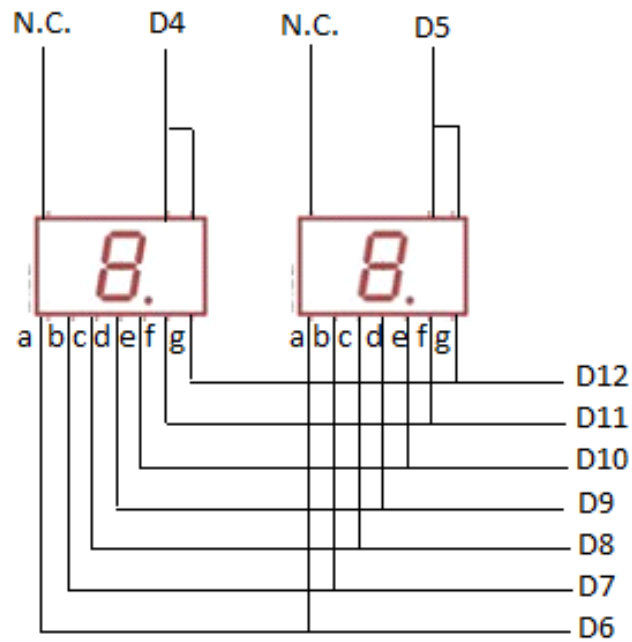 N.C. D4 N.C. D5
8. 8.
a b c d e f g a b c d e f g
D12
D11
D10
D9
D8
D7
D6